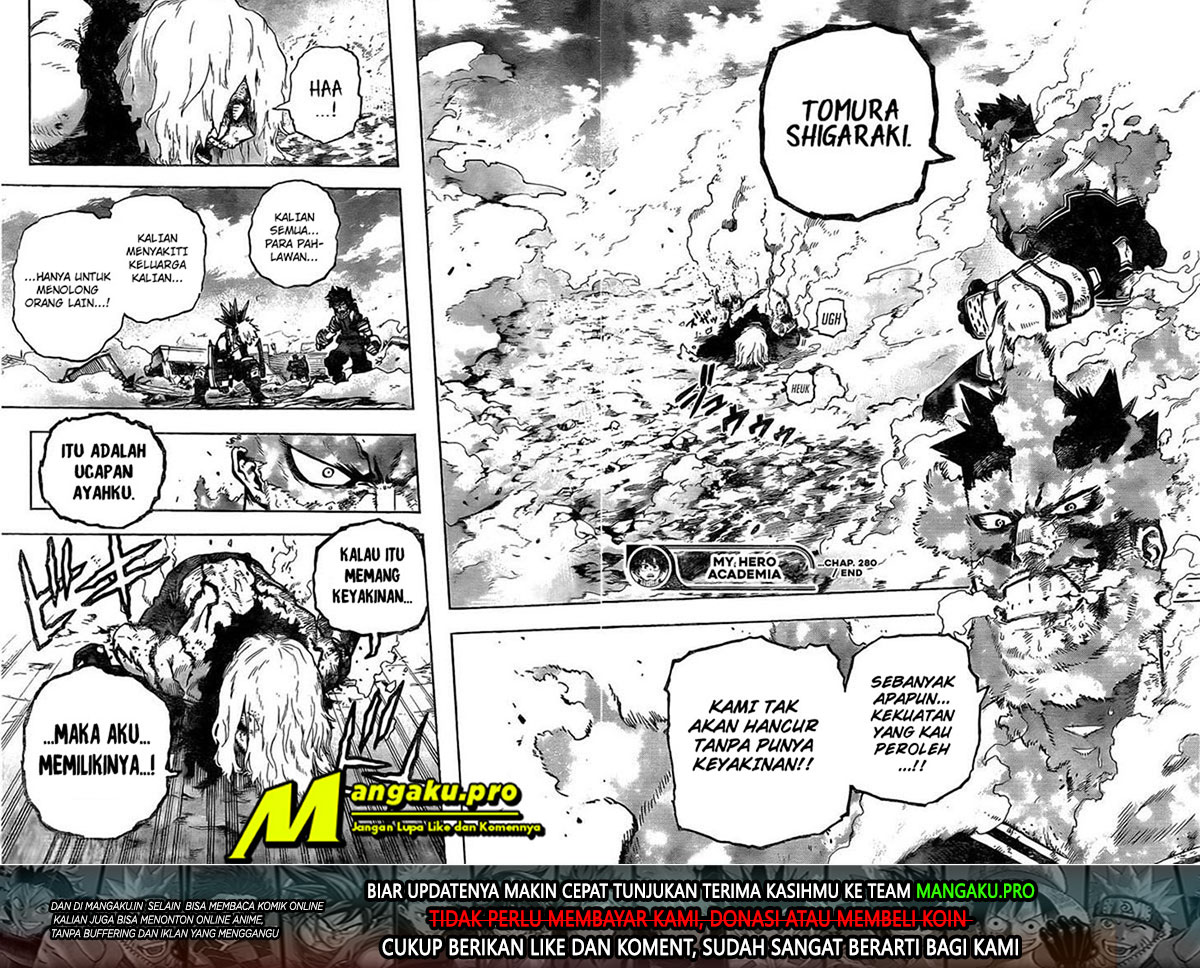 TOMURA
SHIGARAKI.
UGH
HEUK
MY HERO
ACADEMIA
...CHAP. 280
/ END
SEBANYAK
APAPUN...
KEKUATAN
YANG KAU
PEROLEH
...!!
KAMI TAK
AKAN HANCUR
TANPA PUNYA
KEYAKINAN!!
HAA
...!
KALIAN
SEMUA...
PARA PAH-
LAWAN...
KALIAN
MENYAKITI
KELUARGA
KALIAN...
...HANYA UNTUK
MENOLONG
ORANG LAIN...!
ITU ADALAH
UCAPAN
AYAHKU.
KALAU ITU
MEMANG
KEYAKINAN...
...MAKA AKU...
MEMILIKINYA...!
Mangaku.pro
Jangan Lupa Like dan Komennya
DAN DI MANGAKU.IN SELAIN BISA MEMBACA KOMIK ONLINE
KALIAN JUGA BISA MENONTON ONLINE ANIME,
TANPA BUFFERING DAN IKLAN YANG MENGGANGU
BIAR UPDATENYA MAKIN CEPAT TUNJUKAN TERIMA KASIHMU KE TEAM MANGAKU.PRO
TIDAK PERLU MEMBAYAR KAMI, DONASI ATAU MEMBELI KOIN
CUKUP BERIKAN LIKE DAN KOMENT, SUDAH SANGAT BERARTI BAGI KAMI